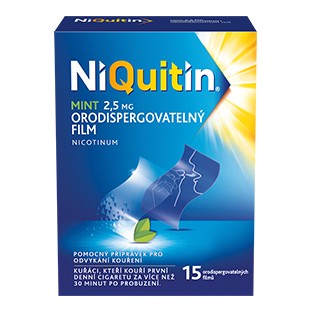 NiQuitin®
MINT 2,5 MG
ORODISPERGOVATELNÝ
FILM
NICOTINUM
POMOCNÝ PŘÍPRAVEK PRO
ODVYKÁNÍ KOUŘENÍ
KUŘÁCI, KTEŘÍ KOUŘÍ PRVNÍ
DENNÍ CIGARETU ZA VÍCE NEŽ
30 MINUT PO PROBUZENÍ.
15 orodispergovatelných
filmů